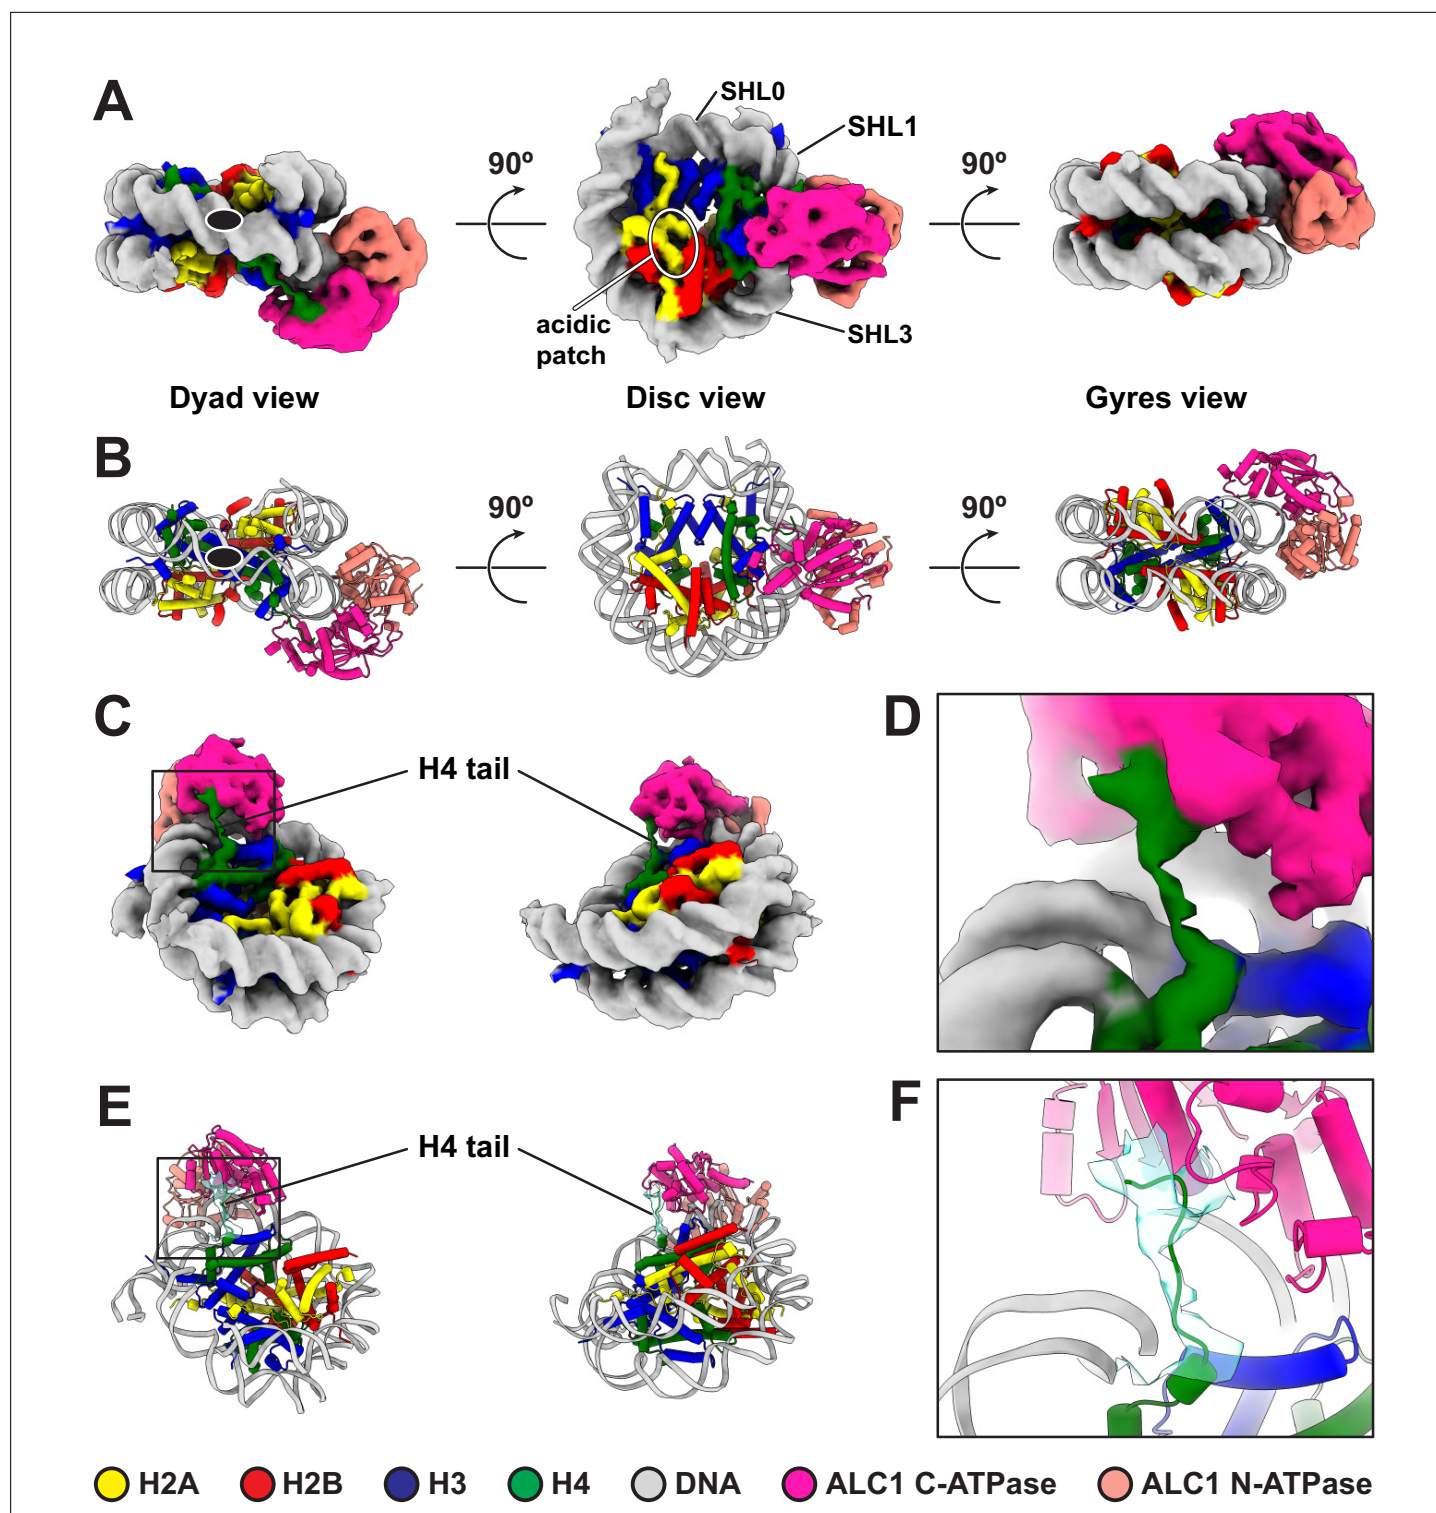 A
SHL0
SHL1
90º
90º
acidic
patch
SHL3
Dyad view
Disc view
Gyres view
B
90º
90º
C
H4 tail
D
E
H4 tail
F
H2A
H2B
H3
H4
DNA
ALC1 C-ATPase
ALC1 N-ATPase